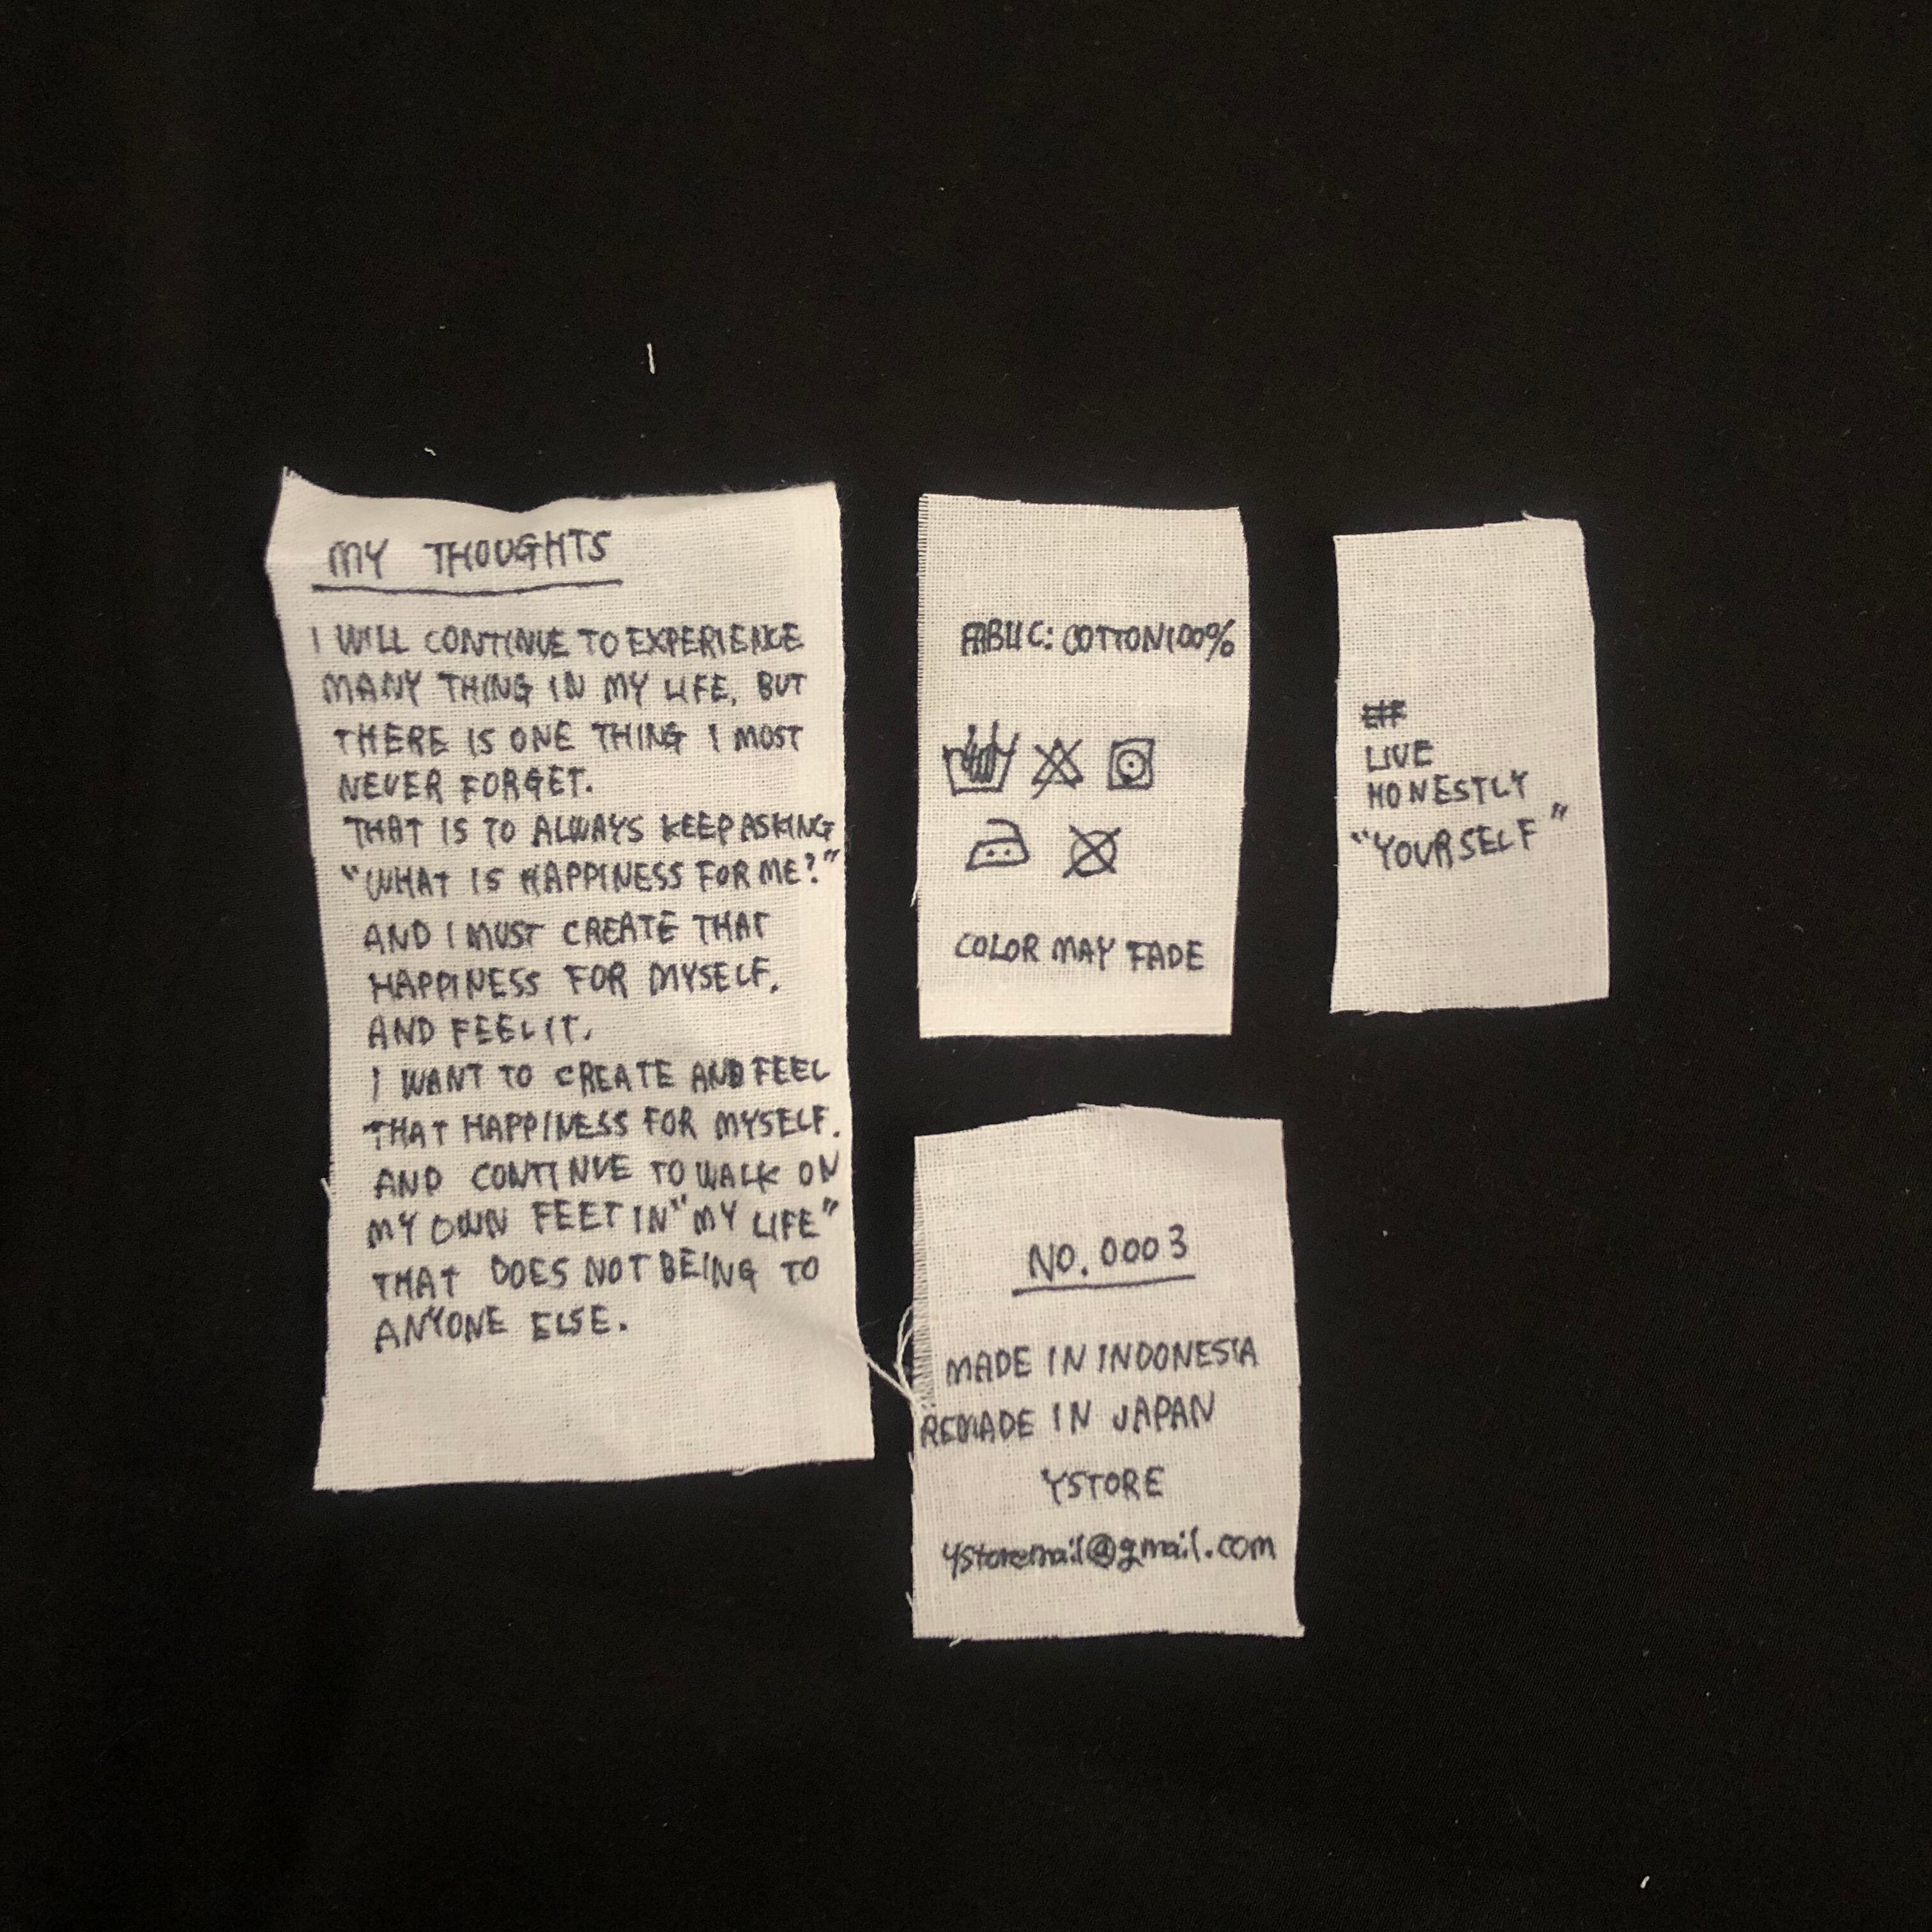 MY THOUGHTS
I WILL CONTINUE TO EXPERIENCE
MANY THING IN MY LIFE, BUT
THERE IS ONE THING I MOST
NEVER FORGET.
THAT IS TO ALWAYS KEEP ASKING
"WHAT IS HAPPINESS FOR ME?"
AND I MUST CREATE THAT
HAPPINESS FOR MYSELF.
AND FEEL IT.
I WANT TO CREATE AND FEEL
THAT HAPPINESS FOR MYSELF.
AND CONTINUE TO WALK ON
MY OWN FEET IN "MY LIFE"
THAT DOES NOT BEING TO
ANYONE ELSE.
FABLIC: COTTON100%
COLOR MAY FADE
LIVE
HONESTLY
"YOURSELF"
NO. 0003
MADE IN INDONESIA
REMADE IN JAPAN
YSTORE
ystoremail@gmail.com